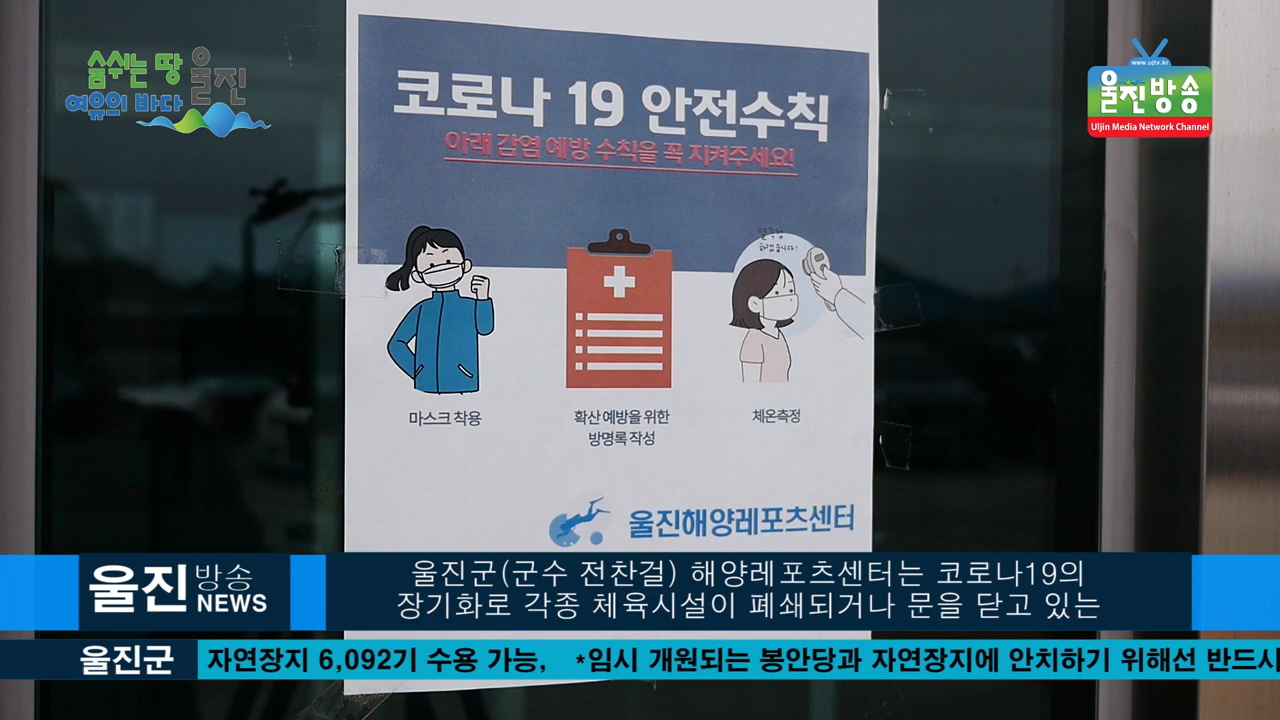 숨쉬는 땅
여유의 바다
울진
www.ujtv.kr
울진방송
Uljin Media Network Channel
코로나 19 안전수칙
아래 감염 예방 수칙을 꼭 지켜주세요!
하겠습니다!
마스크 착용
확산 예방을 위한
방명록 작성
체온측정
울진해양레포츠센터
울진 방송
NEWS
울진군(군수 전찬걸) 해양레포츠센터는 코로나19의
장기화로 각종 체육시설이 폐쇄되거나 문을 닫고 있는
울진군
자연장지 6,092기 수용 가능, *임시 개원되는 봉안당과 자연장지에 안치하기 위해선 반드시